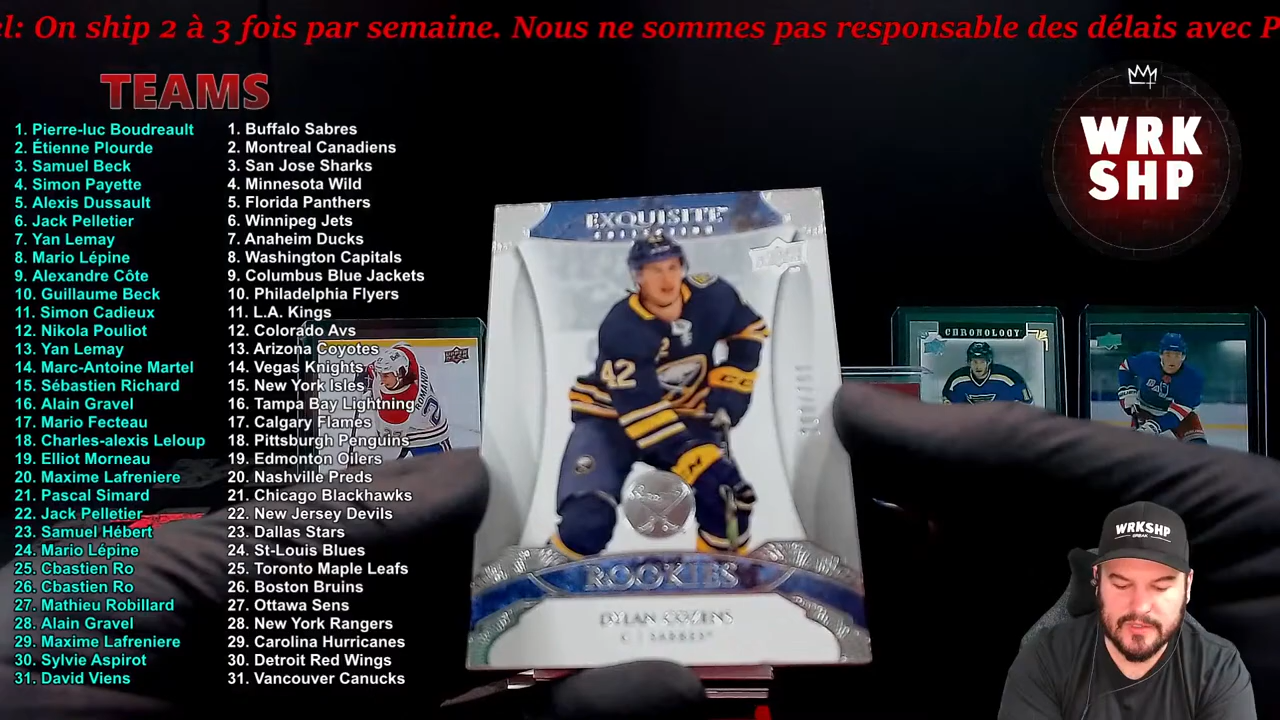 el: On ship 2 à 3 fois par semaine. Nous ne sommes pas responsable des délais avec P
TEAMS
WRK
SHP
1. Pierre-luc Boudreault
2. Étienne Plourde
3. Samuel Beck
4. Simon Payette
5. Alexis Dussault
6. Jack Pelletier
7. Yan Lemay
8. Mario Lépine
9. Alexandre Côte
10. Guillaume Beck
11. Simon Cadieux
12. Nikola Pouliot
13. Yan Lemay
14. Marc-Antoine Martel
15. Sébastien Richard
16. Alain Gravel
17. Mario Fecteau
18. Charles-alexis Leloup
19. Elliot Morneau
20. Maxime Lafreniere
21. Pascal Simard
22. Jack Pelletier
23. Samuel Hébert
24. Mario Lépine
25. Cbastien Ro
26. Cbastien Ro
27. Mathieu Robillard
28. Alain Gravel
29. Maxime Lafreniere
30. Sylvie Aspirot
31. David Viens
1. Buffalo Sabres
2. Montreal Canadiens
3. San Jose Sharks
4. Minnesota Wild
5. Florida Panthers
6. Winnipeg Jets
7. Anaheim Ducks
8. Washington Capitals
9. Columbus Blue Jackets
10. Philadelphia Flyers
11. L.A. Kings
12. Colorado Avs
13. Arizona Coyotes
14. Vegas Knights
15. New York Isles
16. Tampa Bay Lightning
17. Calgary Flames
18. Pittsburgh Penguins
19. Edmonton Oilers
20. Nashville Preds
21. Chicago Blackhawks
22. New Jersey Devils
23. Dallas Stars
24. St-Louis Blues
25. Toronto Maple Leafs
26. Boston Bruins
27. Ottawa Sens
28. New York Rangers
29. Carolina Hurricanes
30. Detroit Red Wings
31. Vancouver Canucks
EXQUISITE
COLLECTION
42
ROOKIES
DYLAN COZENS
C | SABRES
CHRONOLOGY
WRKSHP